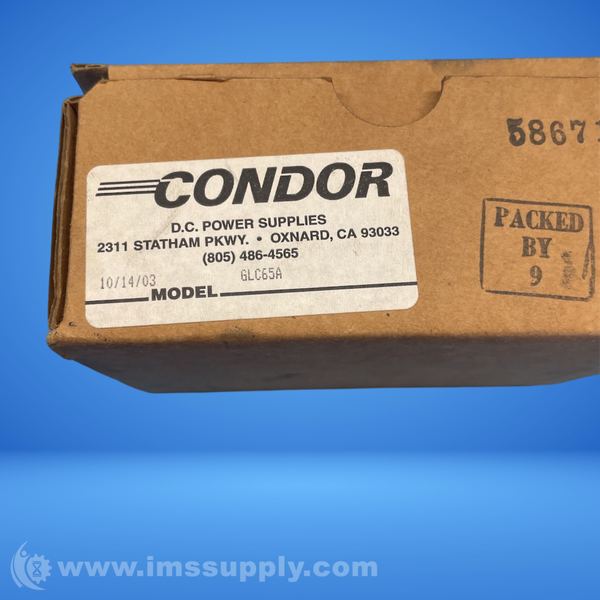 58671
CONDOR
D.C. POWER SUPPLIES
2311 STATHAM PKWY. • OXNARD, CA 93033
(805) 486-4565
10/14/03 GLC65A
MODEL
PACKED
BY
9
www.imssupply.com